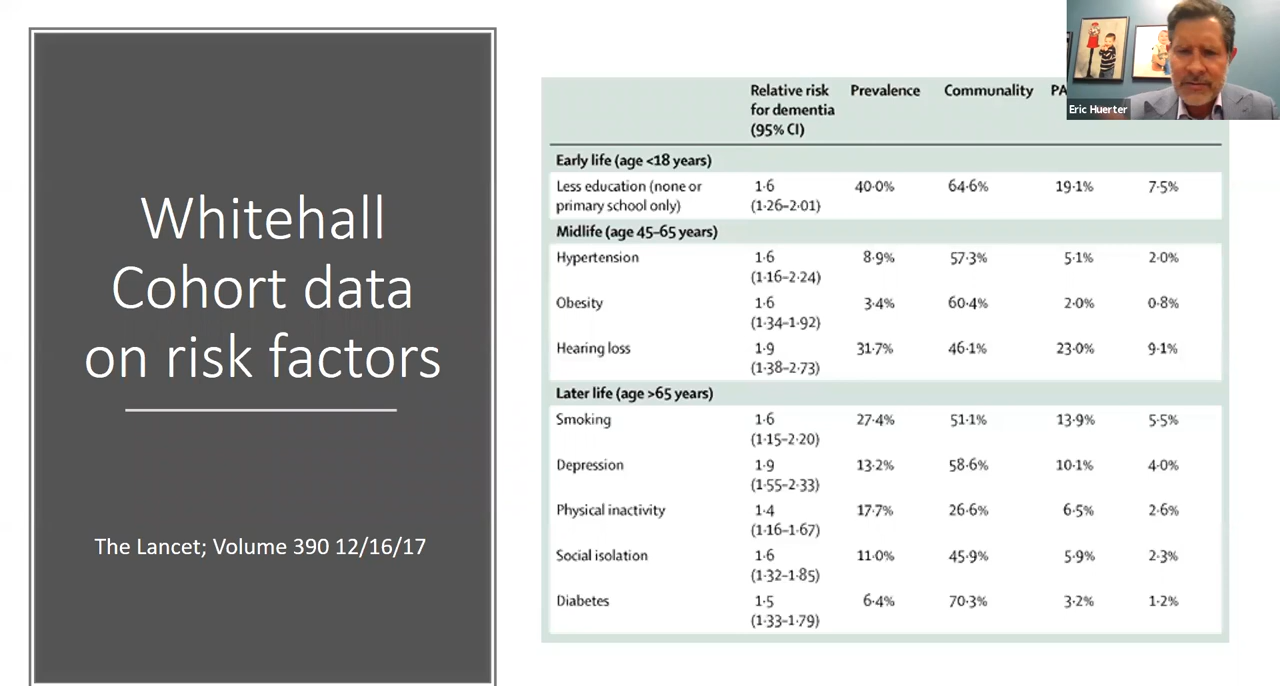 Whitehall
Cohort data
on risk factors
The Lancet; Volume 390 12/16/17
Relative risk for dementia (95% CI) Prevalence Communality PA
Eric Huerter
Early life (age <18 years)
Less education (none or primary school only) 1·6 (1·26–2·01) 40·0% 64·6% 19·1% 7·5%
Midlife (age 45–65 years)
Hypertension 1·6 (1·16–2·24) 8·9% 57·3% 5·1% 2·0%
Obesity 1·6 (1·34–1·92) 3·4% 60·4% 2·0% 0·8%
Hearing loss 1·9 (1·38–2·73) 31·7% 46·1% 23·0% 9·1%
Later life (age >65 years)
Smoking 1·6 (1·15–2·20) 27·4% 51·1% 13·9% 5·5%
Depression 1·9 (1·55–2·33) 13·2% 58·6% 10·1% 4·0%
Physical inactivity 1·4 (1·16–1·67) 17·7% 26·6% 6·5% 2·6%
Social isolation 1·6 (1·32–1·85) 11·0% 45·9% 5·9% 2·3%
Diabetes 1·5 (1·33–1·79) 6·4% 70·3% 3·2% 1·2%